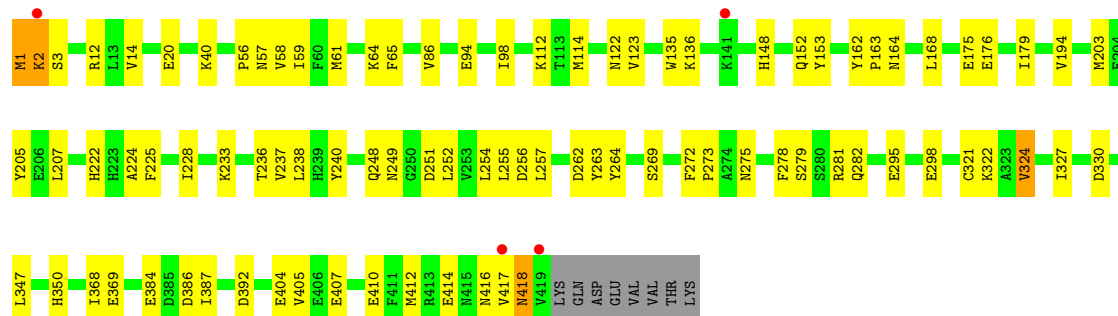 M1 K2 S3 R12 L13 V14 E20 K40 P56 N57 V58 I59 F60 M61 K64 F65 V86 E94 I98 K112 T113 M114 N122 V123 W135 K136 K141 H148 Q152 Y153 Y162 P163 N164 L168 E175 E176 I179 V194 M203
Y205 E206 L207 H222 H223 A224 F225 I228 K233 T236 V237 L238 H239 Y240 Q248 N249 G250 D251 L252 V253 L254 L255 D256 L257 D262 Y263 Y264 S269 F272 P273 A274 N275 F278 S279 S280 R281 Q282 E295 E298 C321 K322 A323 V324 I327 D330
L347 H350 I368 E369 E384 D385 D386 I387 D392 E404 V405 E406 E407 E410 F411 M412 R413 E414 N415 N416 V417 N418 V419 LYS GLN ASP GLU VAL VAL THR LYS